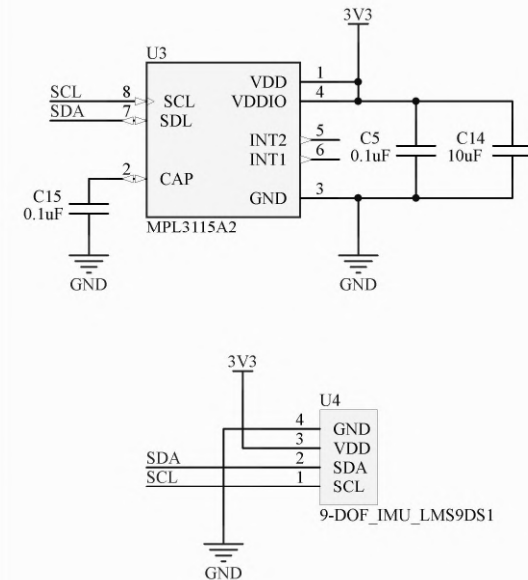 3V3
U3
VDD 1
VDDIO 4
SCL 8 SCL
SDA 7 SDL
INT2 5
INT1 6
C5
0.1uF
C14
10uF
2 CAP
C15
0.1uF
GND 3
MPL3115A2
GND
GND
3V3
U4
4 GND
3 VDD
SDA 2 SDA
SCL 1 SCL
9-DOF_IMU_LMS9DS1
GND